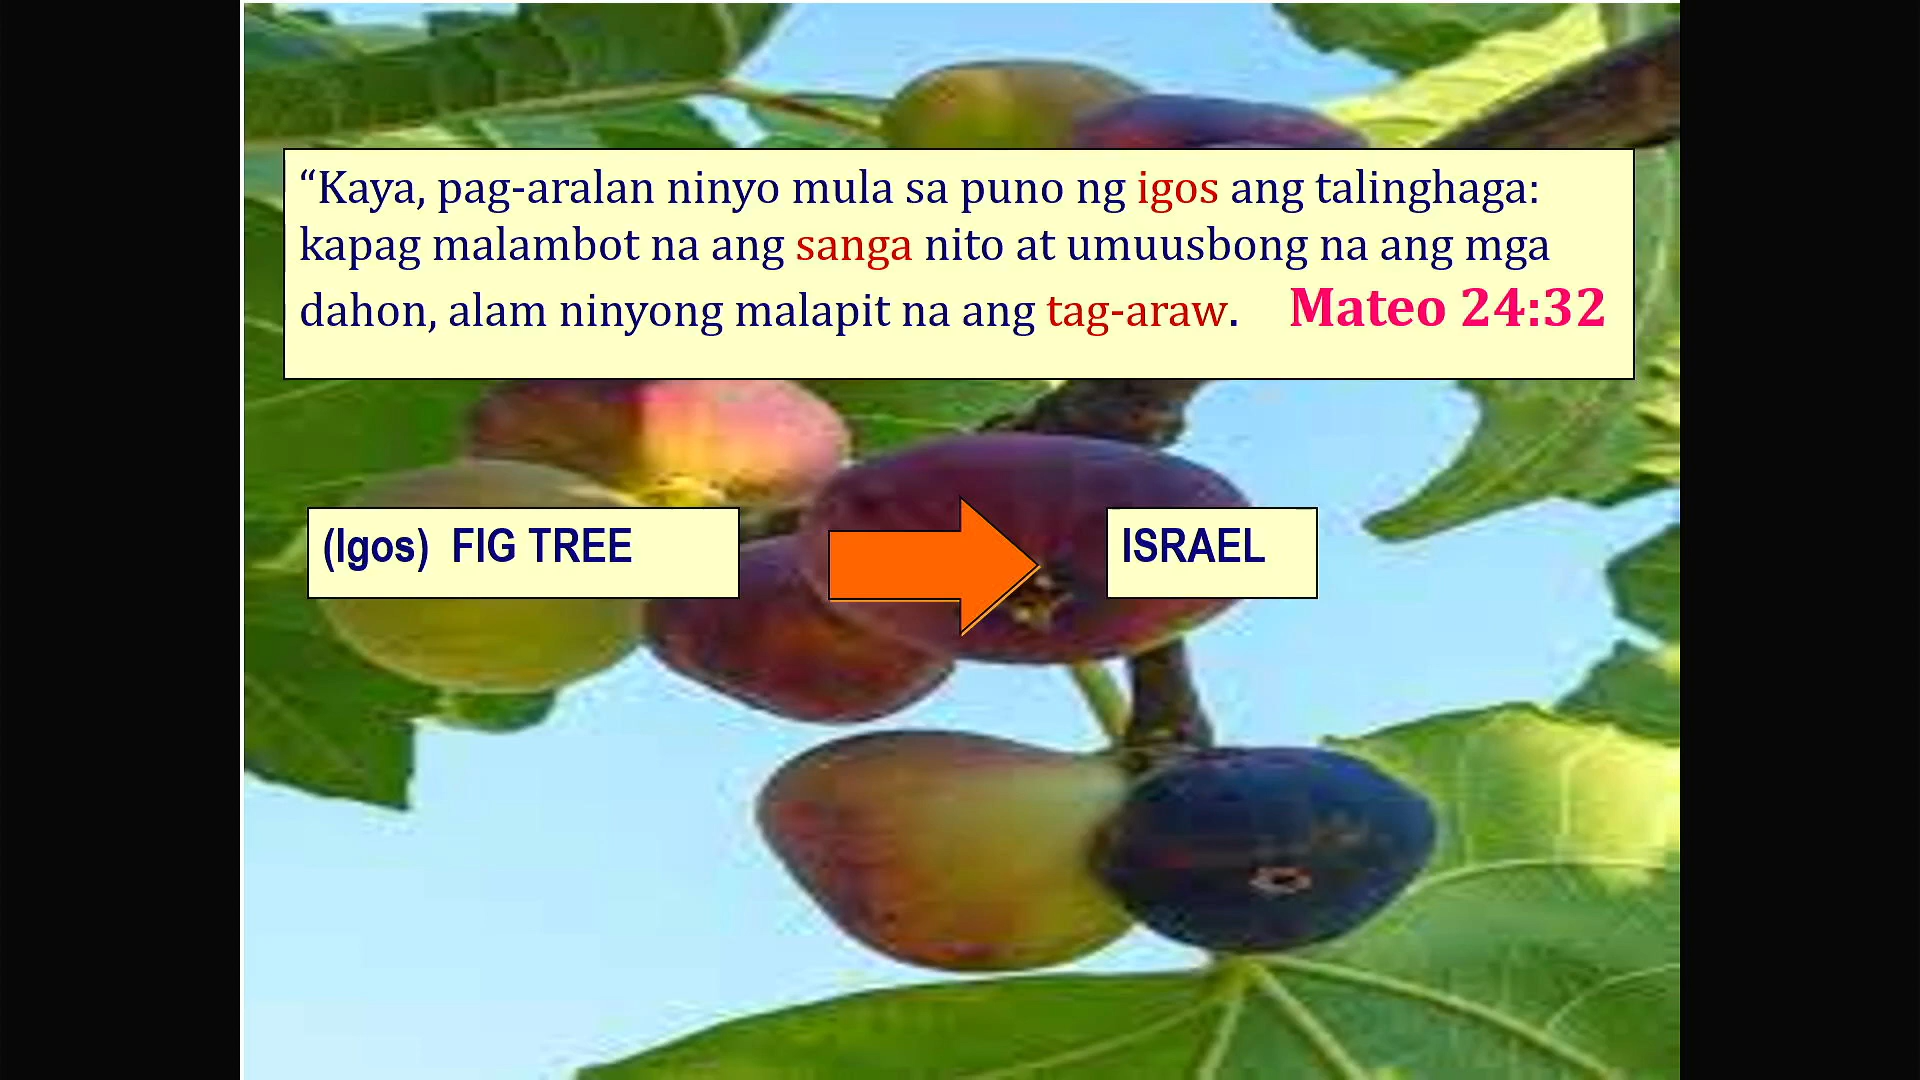 “Kaya, pag-aralan ninyo mula sa puno ng igos ang talinghaga:
kapag malambot na ang sanga nito at umuusbong na ang mga
dahon, alam ninyong malapit na ang tag-araw. Mateo 24:32
(Igos) FIG TREE
ISRAEL